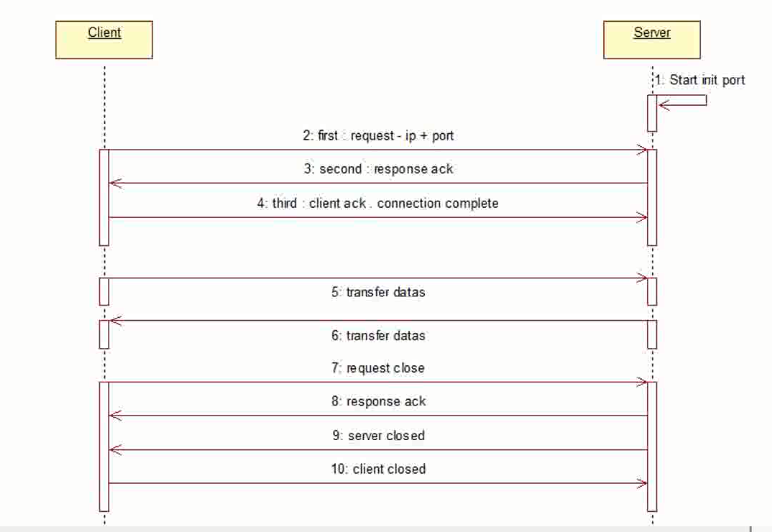 Client
Server
1: Start init port
2: first : request - ip + port
3: second : response ack
4: third : client ack . connection complete
5: transfer datas
6: transfer datas
7: request close
8: response ack
9: server closed
10: client closed